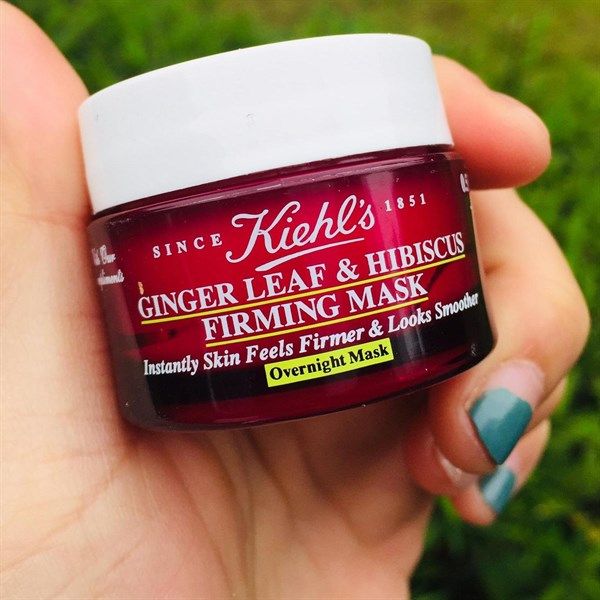 SINCE Kiehl's 1851
GINGER LEAF & HIBISCUS
FIRMING MASK
Instantly Skin Feels Firmer & Looks Smoother
Overnight Mask